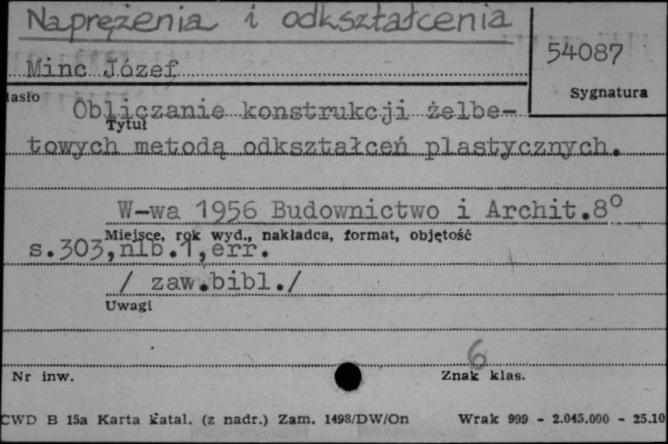 Naprężenia i odkształcenia
54087
Minc Józef
Sygnatura
asło
Obliczanie konstrukcji żelbe-
Tytuł
towych metodą odkształceń plastycznych.
W-wa 1956 Budownictwo i Archit.8°
Miejsce, rok wyd., nakładca, format, objętość
s.303,nlb.1,err.
/ zaw.bibl./
Uwagi
6
Nr inw.
Znak klas.
CWD B 15a Karta katal. (z nadr.) Zam. 1498/DW/On Wrak 999 - 2.045.000 - 25.10